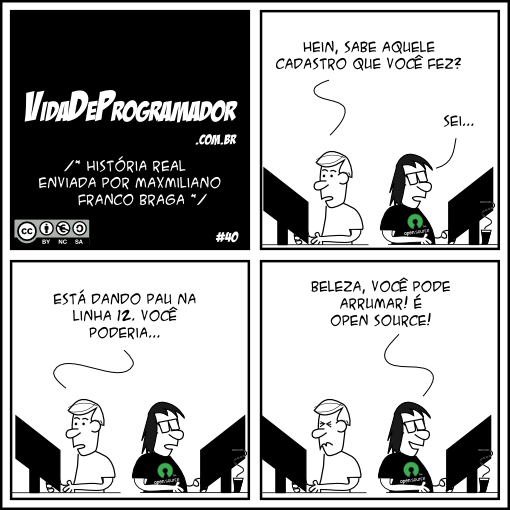 VIDADEPROGRAMADOR
.COM.BR
/* HISTÓRIA REAL
ENVIADA POR MAXMILIANO
FRANCO BRAGA */
cc
BY NC SA
#40
HEIN, SABE AQUELE
CADASTRO QUE VOCÊ FEZ?
SEI...
open source
ESTÁ DANDO PAU NA
LINHA 12. VOCÊ
PODERIA...
open source
BELEZA, VOCÊ PODE
ARRUMAR! É
OPEN SOURCE!
open source